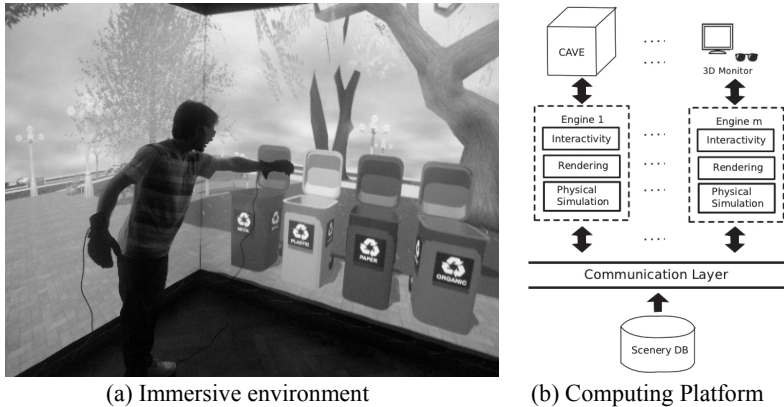 METAL
PLASTIC
PAPER
ORGANIC
CAVE
3D Monitor
Engine 1
Interactivity
Rendering
Physical
Simulation
Engine m
Interactivity
Rendering
Physical
Simulation
Communication Layer
Scenery DB
(a) Immersive environment
(b) Computing Platform